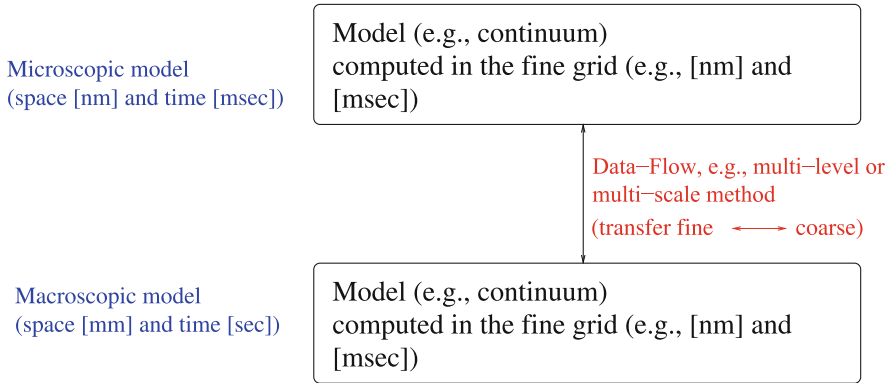 Model (e.g., continuum)
computed in the fine grid (e.g., [nm] and
[msec])
Microscopic model
(space [nm] and time [msec])
Data−Flow, e.g., multi−level or
multi−scale method
(transfer fine ⟷ coarse)
Model (e.g., continuum)
computed in the fine grid (e.g., [nm] and
[msec])
Macroscopic model
(space [mm] and time [sec])